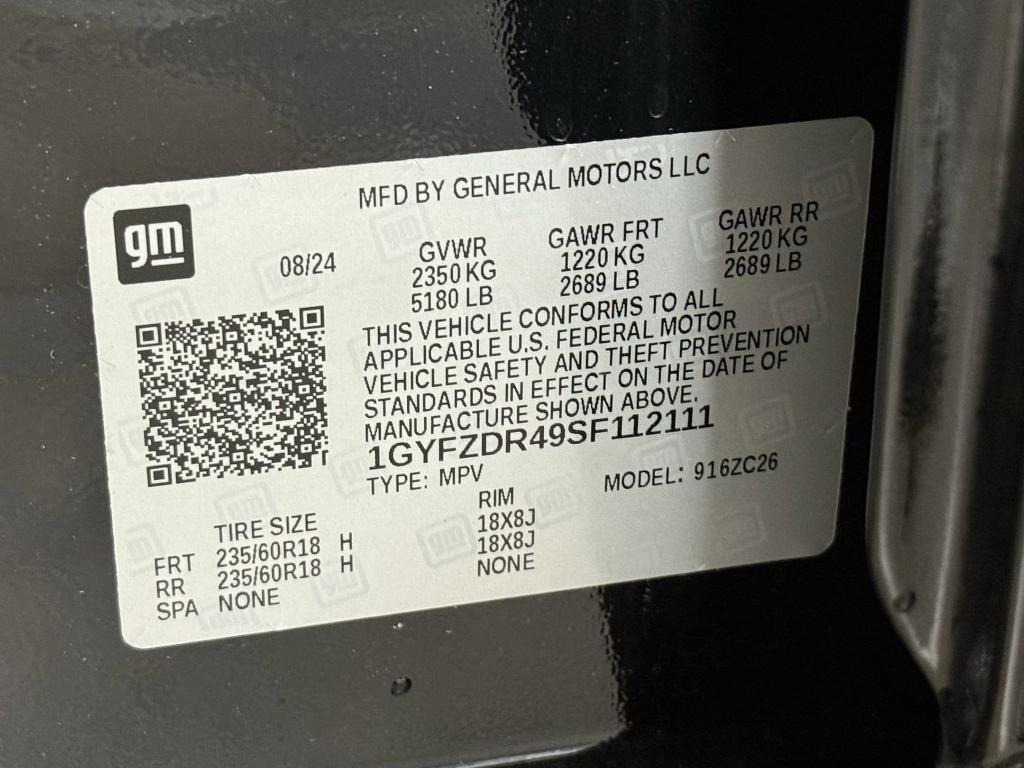 MFD BY GENERAL MOTORS LLC
gm
08/24
GVWR
2350 KG
5180 LB
GAWR FRT
1220 KG
2689 LB
GAWR RR
1220 KG
2689 LB
THIS VEHICLE CONFORMS TO ALL
APPLICABLE U.S. FEDERAL MOTOR
VEHICLE SAFETY AND THEFT PREVENTION
STANDARDS IN EFFECT ON THE DATE OF
MANUFACTURE SHOWN ABOVE.
1GYFZDR49SF112111
TYPE: MPV MODEL: 916ZC26
TIRE SIZE RIM
FRT 235/60R18 H 18X8J
RR 235/60R18 H 18X8J
SPA NONE NONE